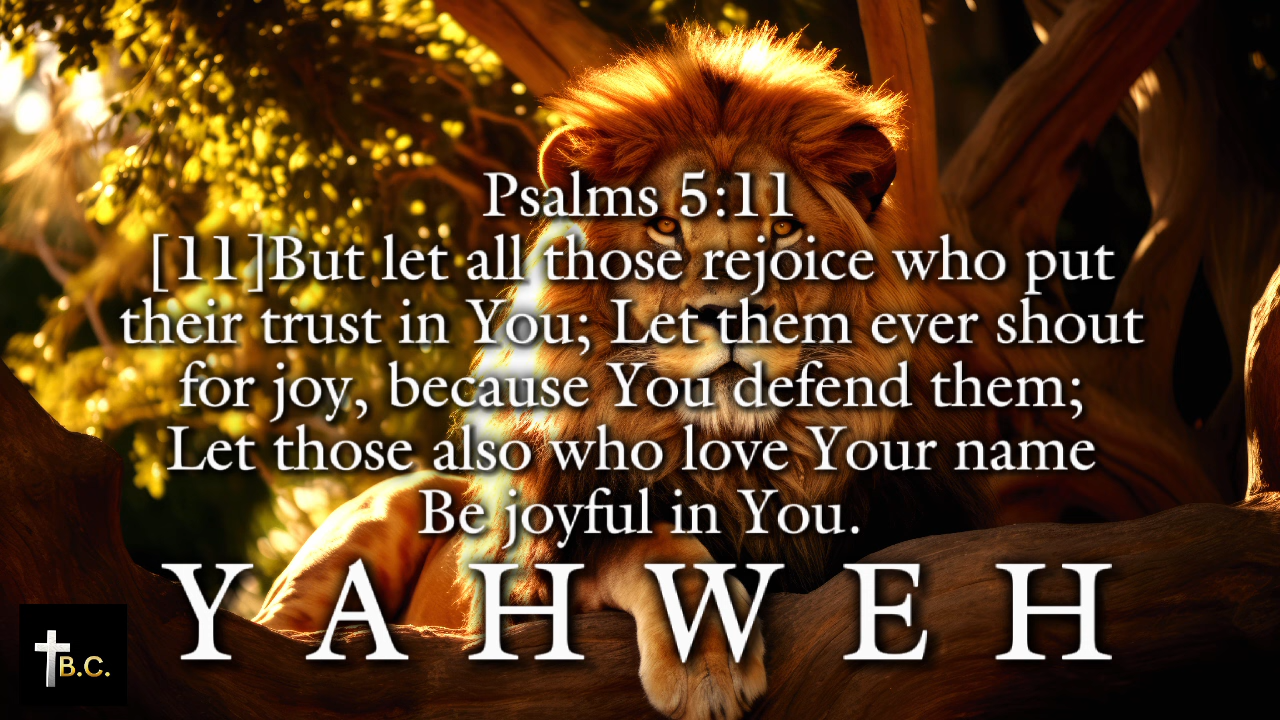 Psalms 5:11
[11]But let all those rejoice who put
their trust in You; Let them ever shout
for joy, because You defend them;
Let those also who love Your name
Be joyful in You.
YAHWEH
B.C.